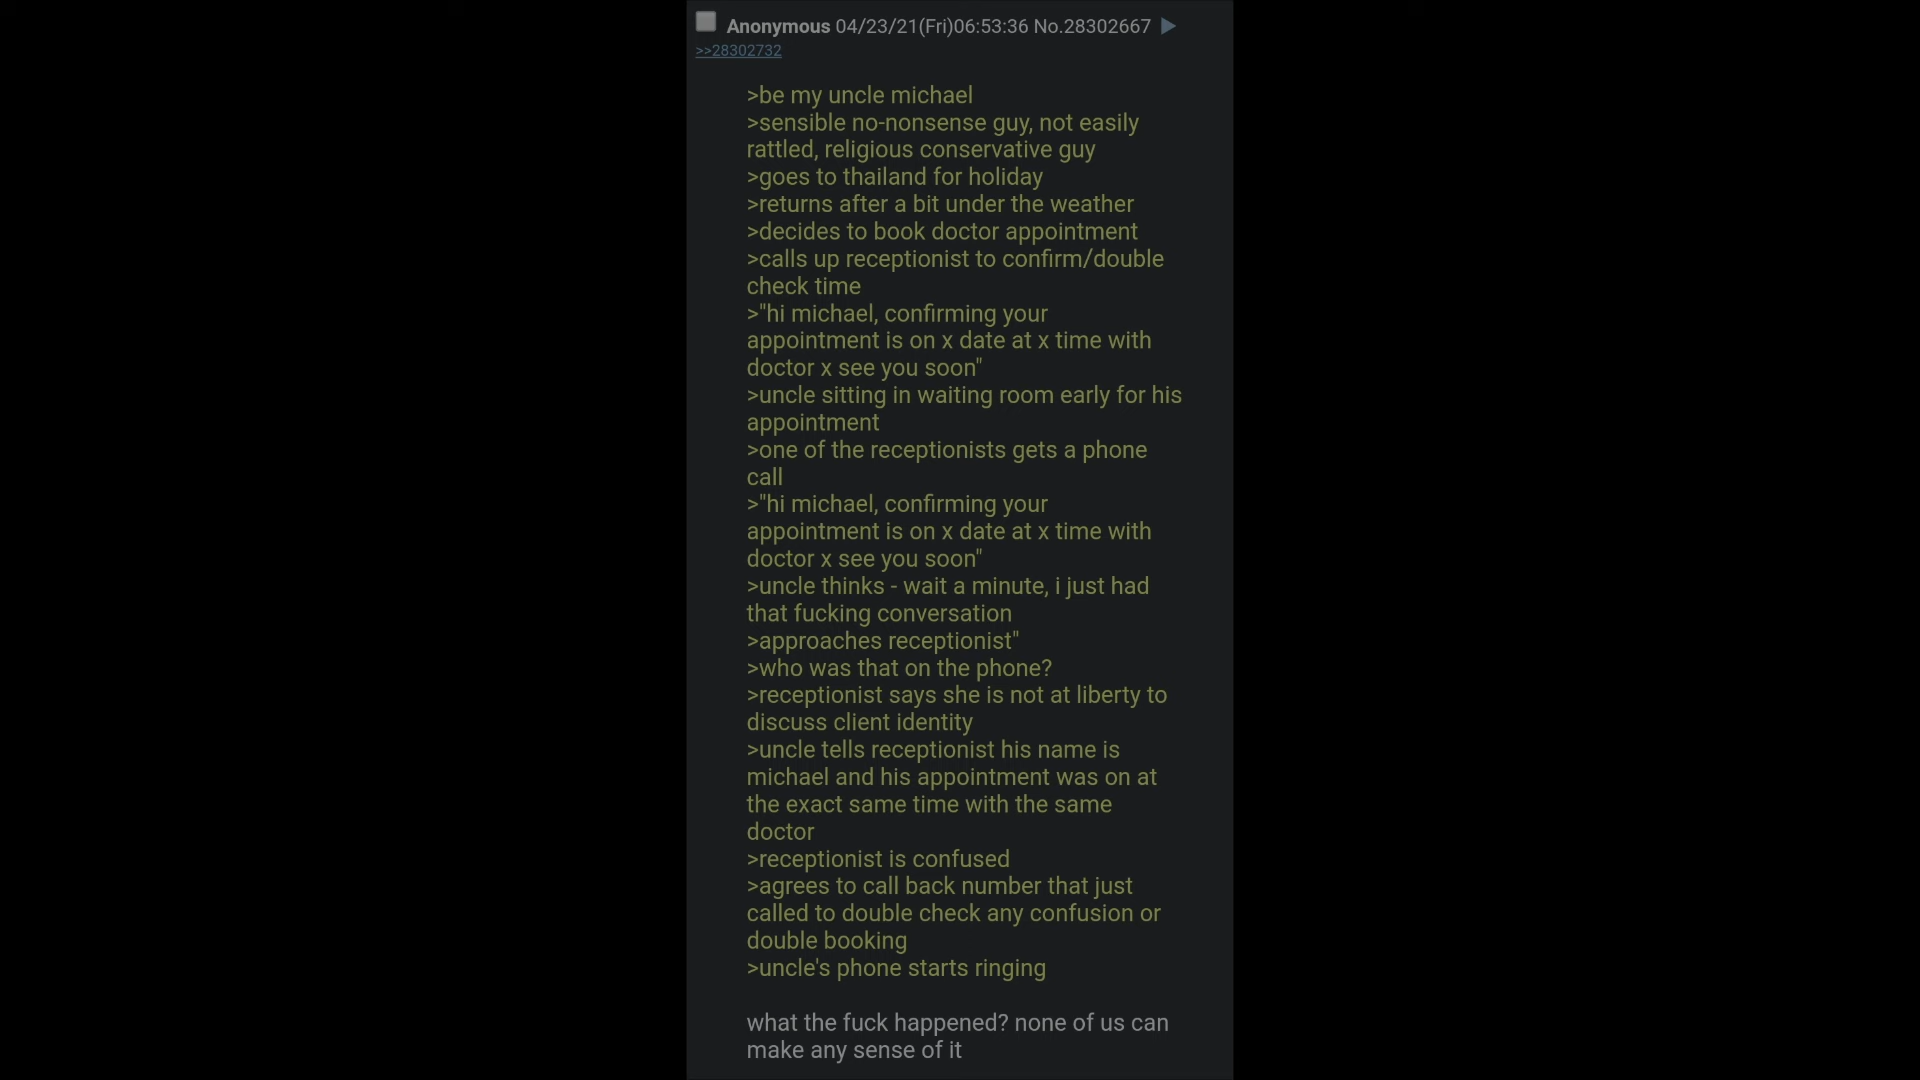 Anonymous 04/23/21(Fri)06:53:36 No.28302667 ▶
>>28302732
>be my uncle michael
>sensible no-nonsense guy, not easily
rattled, religious conservative guy
>goes to thailand for holiday
>returns after a bit under the weather
>decides to book doctor appointment
>calls up receptionist to confirm/double
check time
>"hi michael, confirming your
appointment is on x date at x time with
doctor x see you soon"
>uncle sitting in waiting room early for his
appointment
>one of the receptionists gets a phone
call
>"hi michael, confirming your
appointment is on x date at x time with
doctor x see you soon"
>uncle thinks - wait a minute, i just had
that fucking conversation
>approaches receptionist"
>who was that on the phone?
>receptionist says she is not at liberty to
discuss client identity
>uncle tells receptionist his name is
michael and his appointment was on at
the exact same time with the same
doctor
>receptionist is confused
>agrees to call back number that just
called to double check any confusion or
double booking
>uncle's phone starts ringing
what the fuck happened? none of us can
make any sense of it